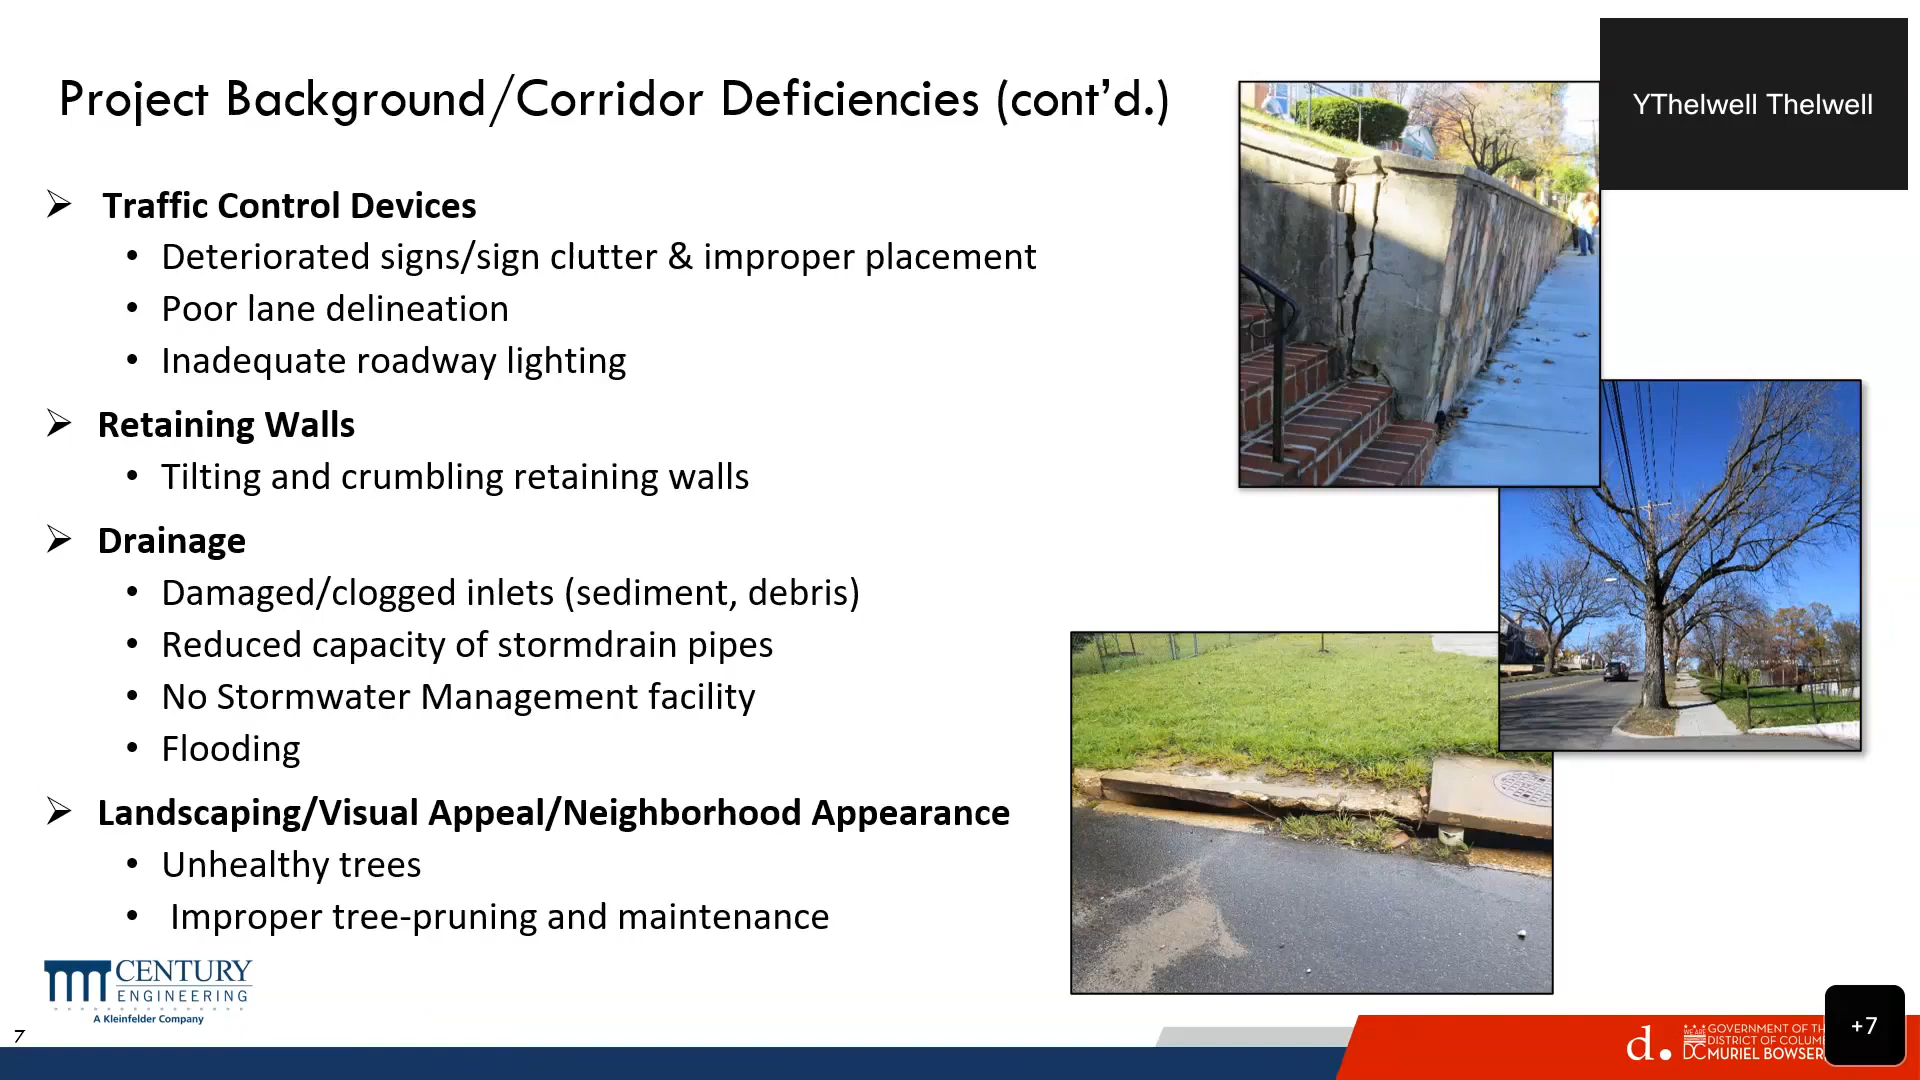 Project Background/Corridor Deficiencies (cont’d.)
YThelwell Thelwell
➢ Traffic Control Devices
• Deteriorated signs/sign clutter & improper placement
• Poor lane delineation
• Inadequate roadway lighting
➢ Retaining Walls
• Tilting and crumbling retaining walls
➢ Drainage
• Damaged/clogged inlets (sediment, debris)
• Reduced capacity of stormdrain pipes
• No Stormwater Management facility
• Flooding
➢ Landscaping/Visual Appeal/Neighborhood Appearance
• Unhealthy trees
• Improper tree-pruning and maintenance
CENTURY
ENGINEERING
A Kleinfelder Company
7
d.
WE ARE
DC
GOVERNMENT OF TH
DISTRICT OF COLUM
MURIEL BOWSER
+7